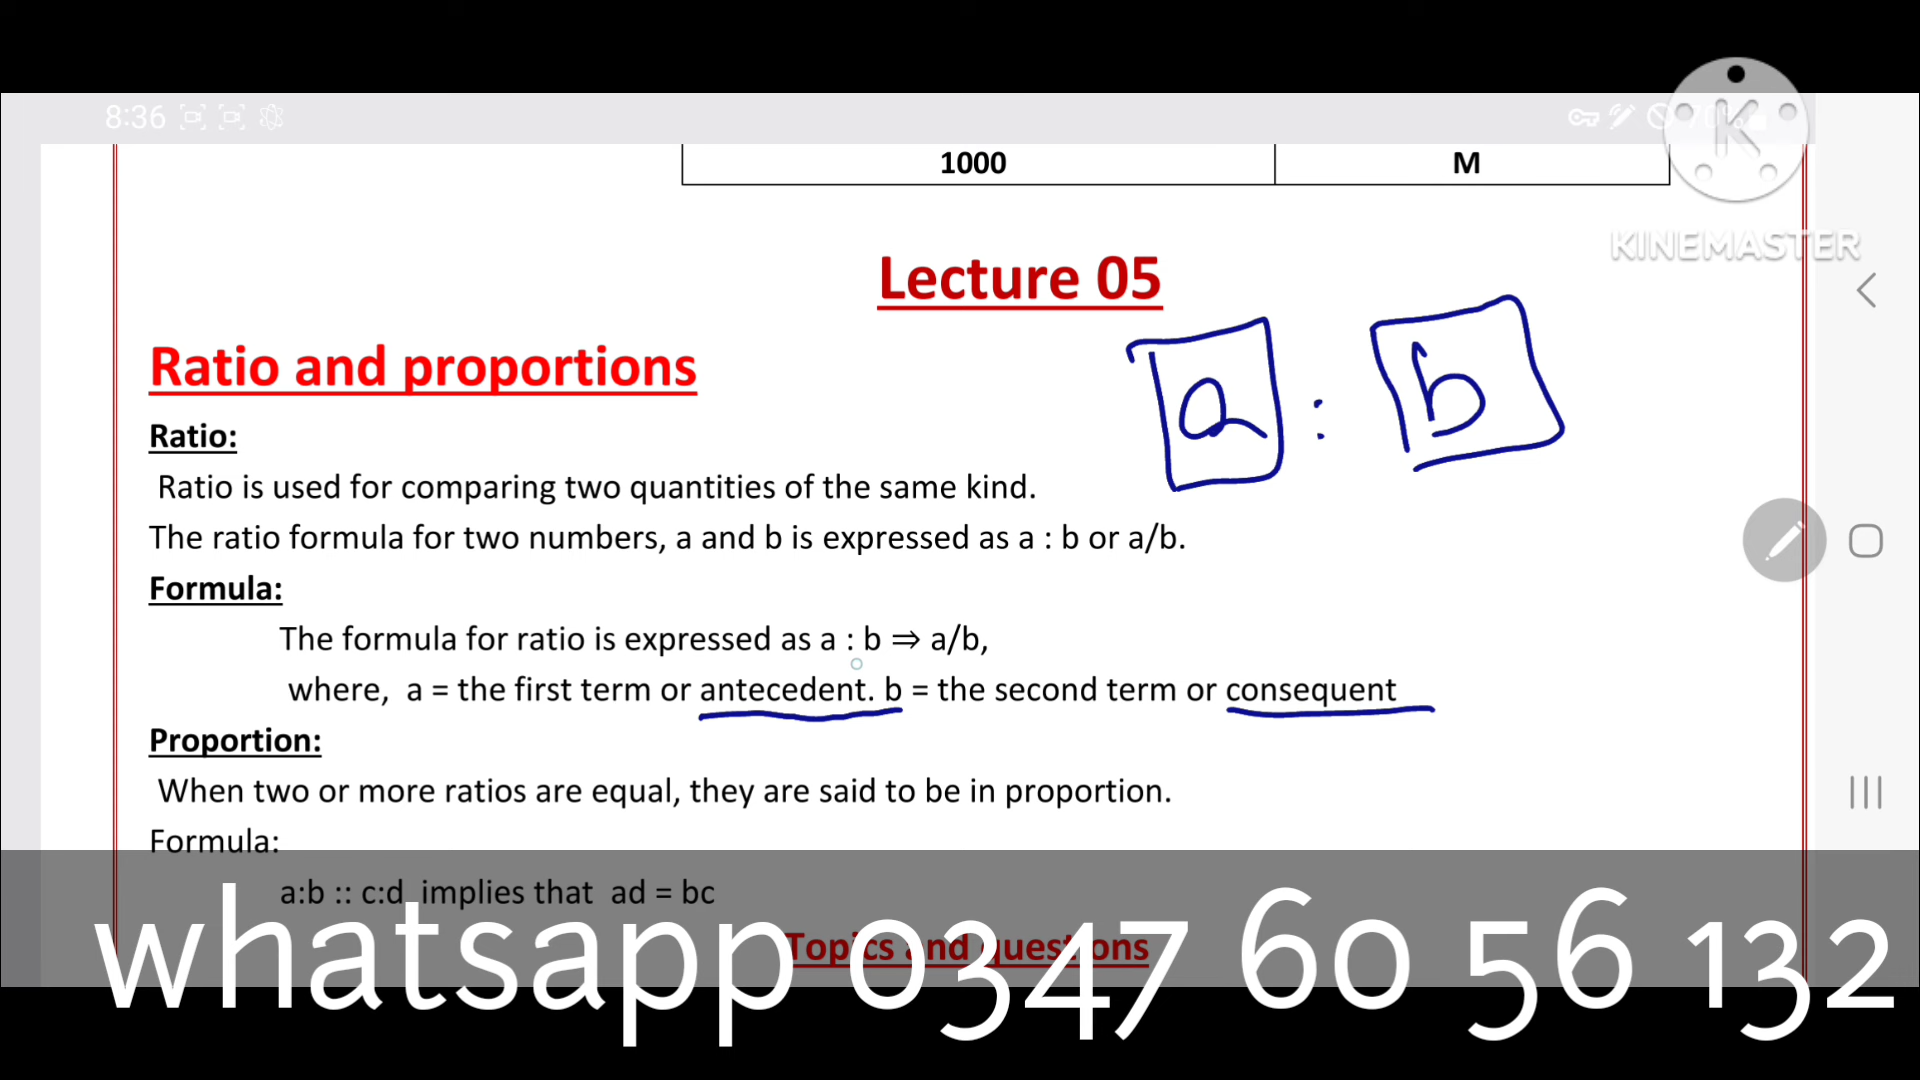 8:36
70%
K
KINEMASTER
1000 M
Lecture 05
a : b
Ratio and proportions
Ratio:
Ratio is used for comparing two quantities of the same kind.
The ratio formula for two numbers, a and b is expressed as a : b or a/b.
Formula:
The formula for ratio is expressed as a : b ⇒ a/b,
where, a = the first term or antecedent. b = the second term or consequent
Proportion:
When two or more ratios are equal, they are said to be in proportion.
Formula:
a:b :: c:d implies that ad = bc
Topics and questions
whatsapp 0347 60 56 132